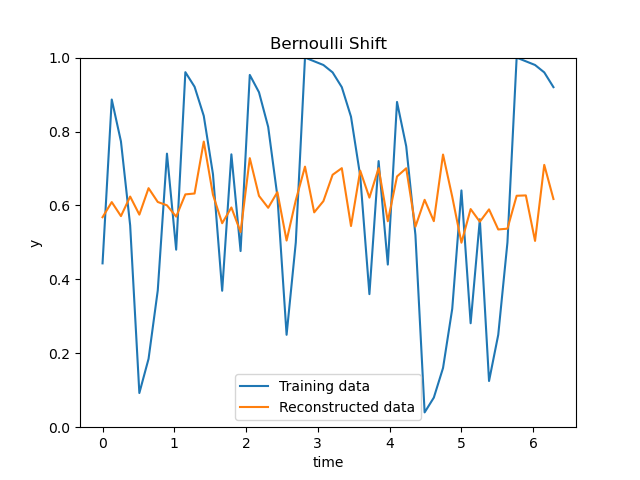 Bernoulli Shift
1.0
0.8
0.6
0.4
0.2
0.0
y
Training data
Reconstructed data
0 1 2 3 4 5 6
time